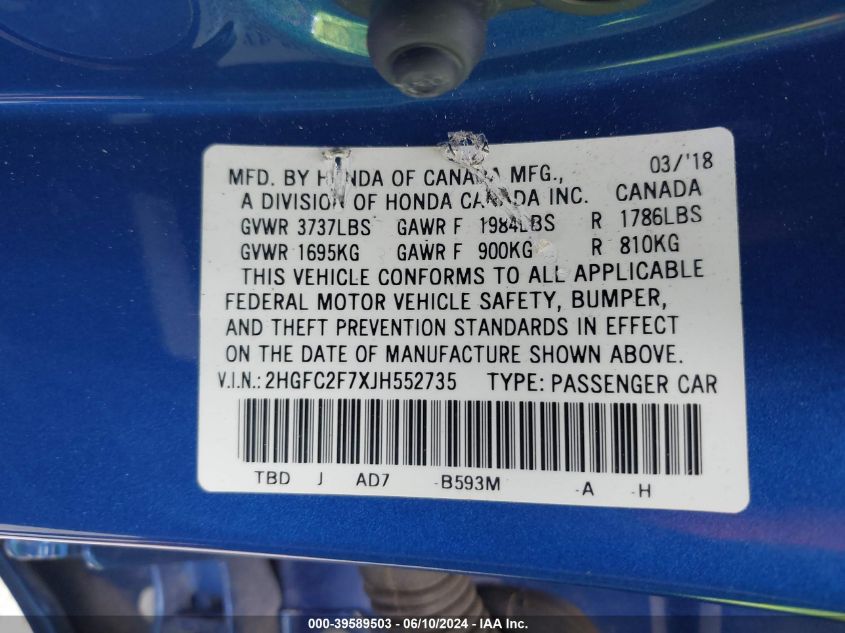 MFD. BY HONDA OF CANADA MFG., 03/'18
A DIVISION OF HONDA CANADA INC. CANADA
GVWR 3737LBS GAWR F 1984LBS R 1786LBS
GVWR 1695KG GAWR F 900KG R 810KG
THIS VEHICLE CONFORMS TO ALL APPLICABLE
FEDERAL MOTOR VEHICLE SAFETY, BUMPER,
AND THEFT PREVENTION STANDARDS IN EFFECT
ON THE DATE OF MANUFACTURE SHOWN ABOVE.
V.I.N.: 2HGFC2F7XJH552735 TYPE: PASSENGER CAR
TBD J AD7 -B593M -A -H
000-39589503 - 06/10/2024 - IAA Inc.